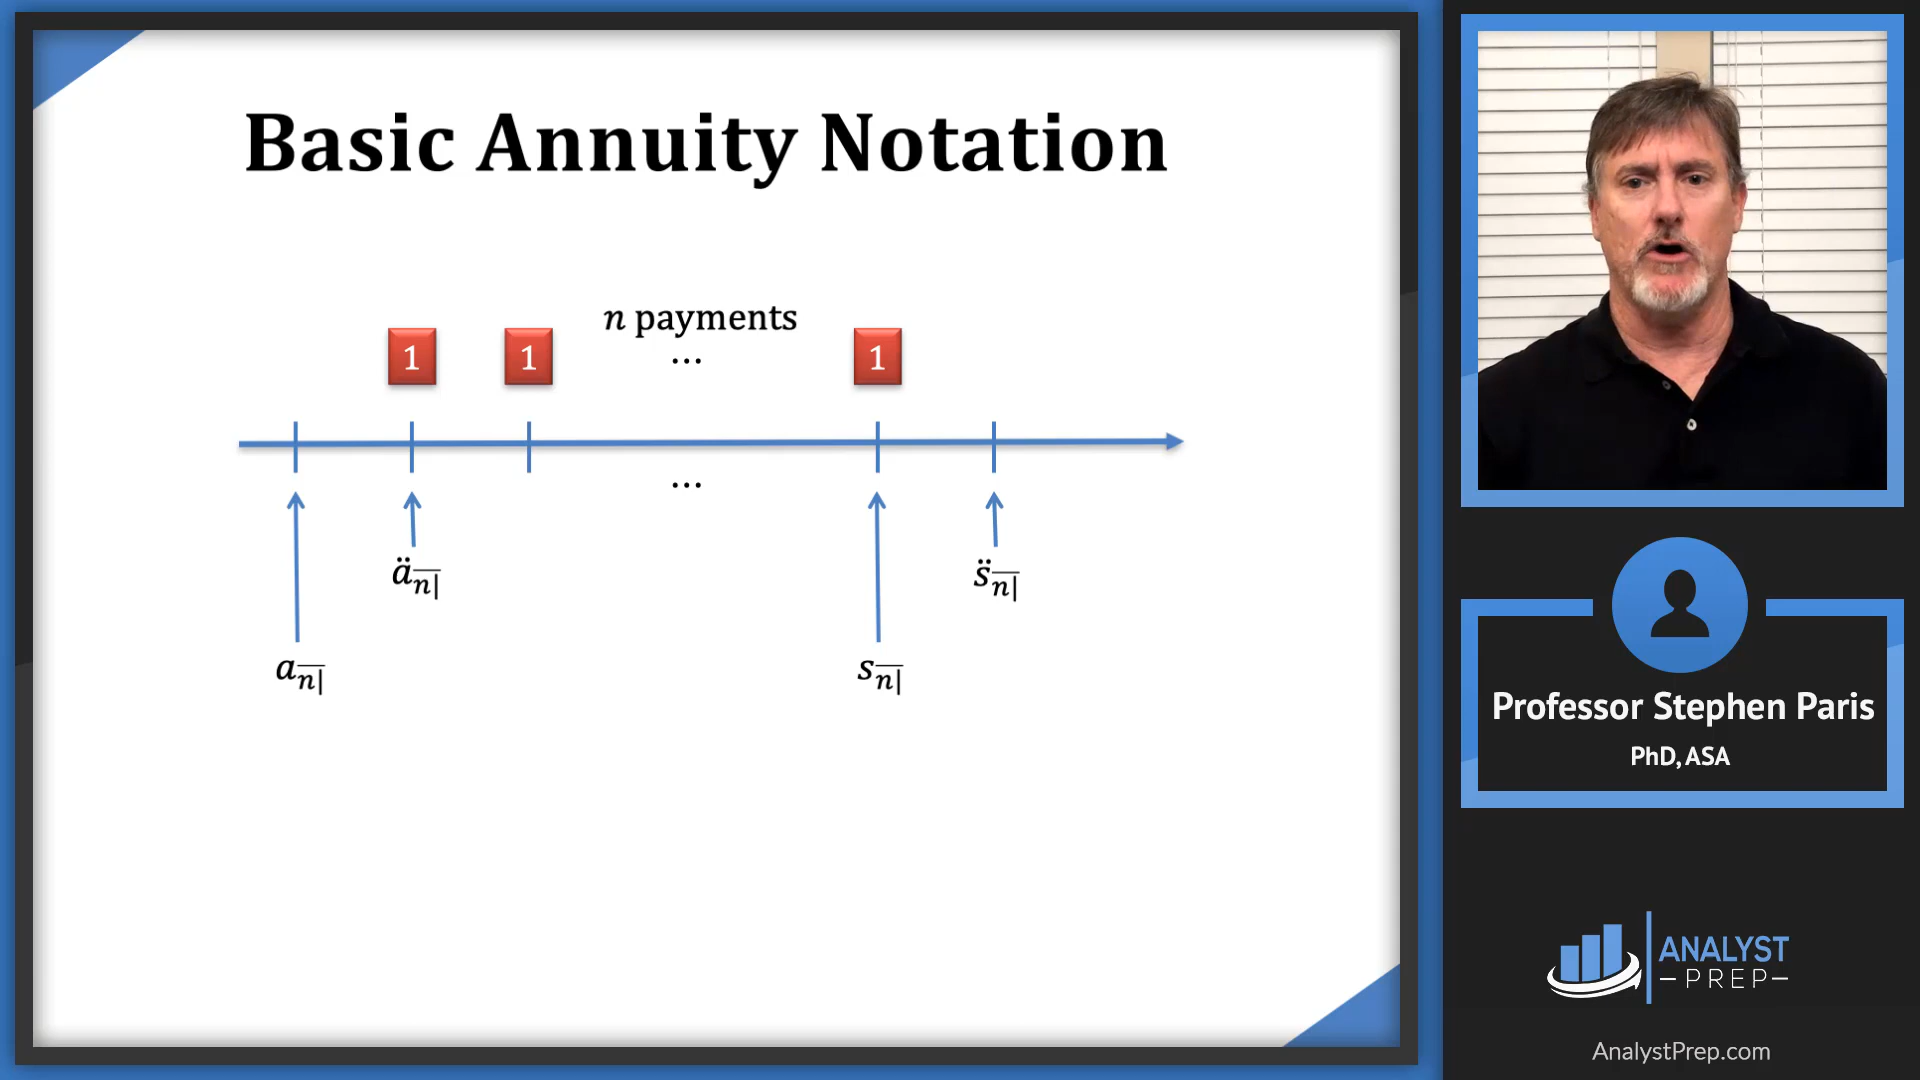 Basic Annuity Notation
n payments
1 1 … 1
…
ä_n̅| s̈_n̅|
a_n̅| s_n̅|
Professor Stephen Paris
PhD, ASA
ANALYST
PREP
AnalystPrep.com